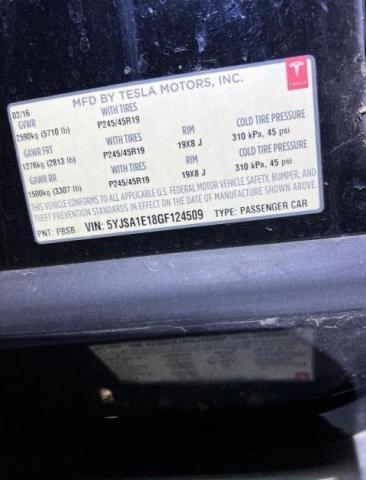 MFD BY TESLA MOTORS, INC.
02/16
GVWR WITH TIRES
2590kg (5710 lb) P245/45R19
GAWR FRT WITH TIRES RIM COLD TIRE PRESSURE
1276kg (2813 lb) P245/45R19 19X8 J 310 kPa, 45 psi
GAWR RR WITH TIRES RIM COLD TIRE PRESSURE
1500kg (3307 lb) P245/45R19 19X8 J 310 kPa, 45 psi
THIS VEHICLE CONFORMS TO ALL APPLICABLE U.S. FEDERAL MOTOR VEHICLE SAFETY, BUMPER, AND
THEFT PREVENTION STANDARDS IN EFFECT ON THE DATE OF MANUFACTURE SHOWN ABOVE.
PNT: PBSB VIN: 5YJSA1E18GF124509 TYPE: PASSENGER CAR
TESLA